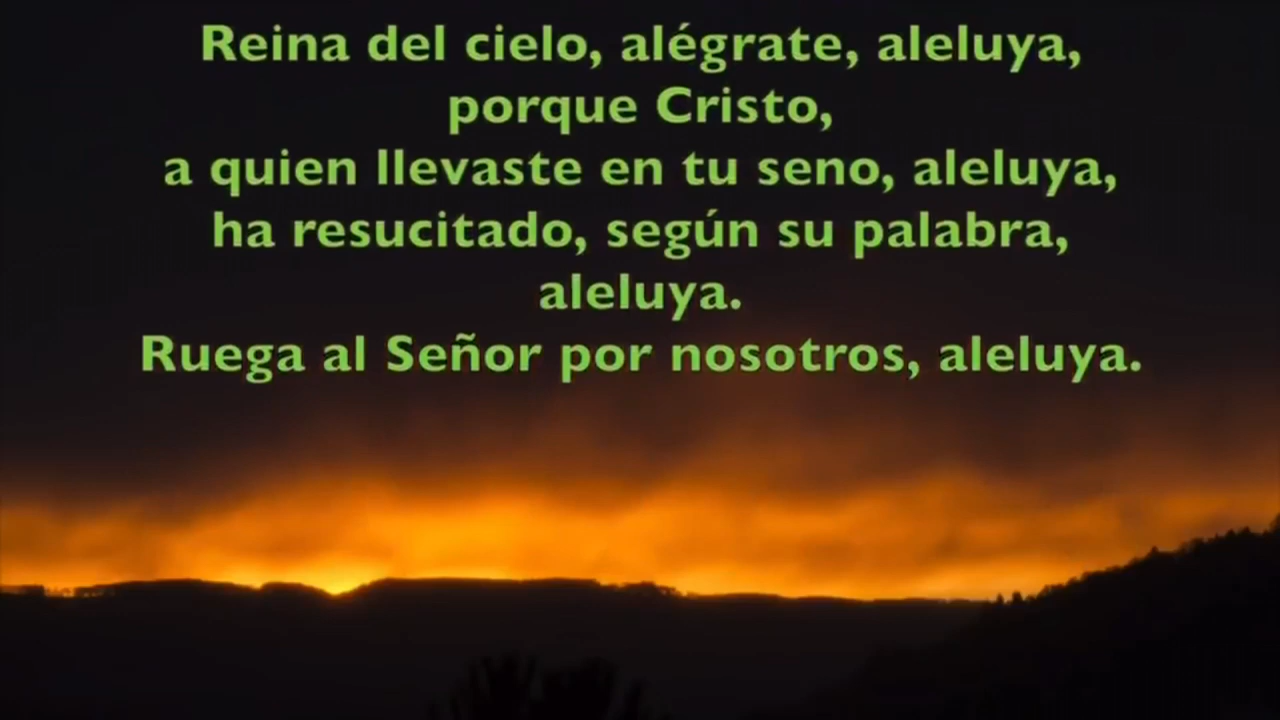 Reina del cielo, alégrate, aleluya,
porque Cristo,
a quien llevaste en tu seno, aleluya,
ha resucitado, según su palabra,
aleluya.
Ruega al Señor por nosotros, aleluya.